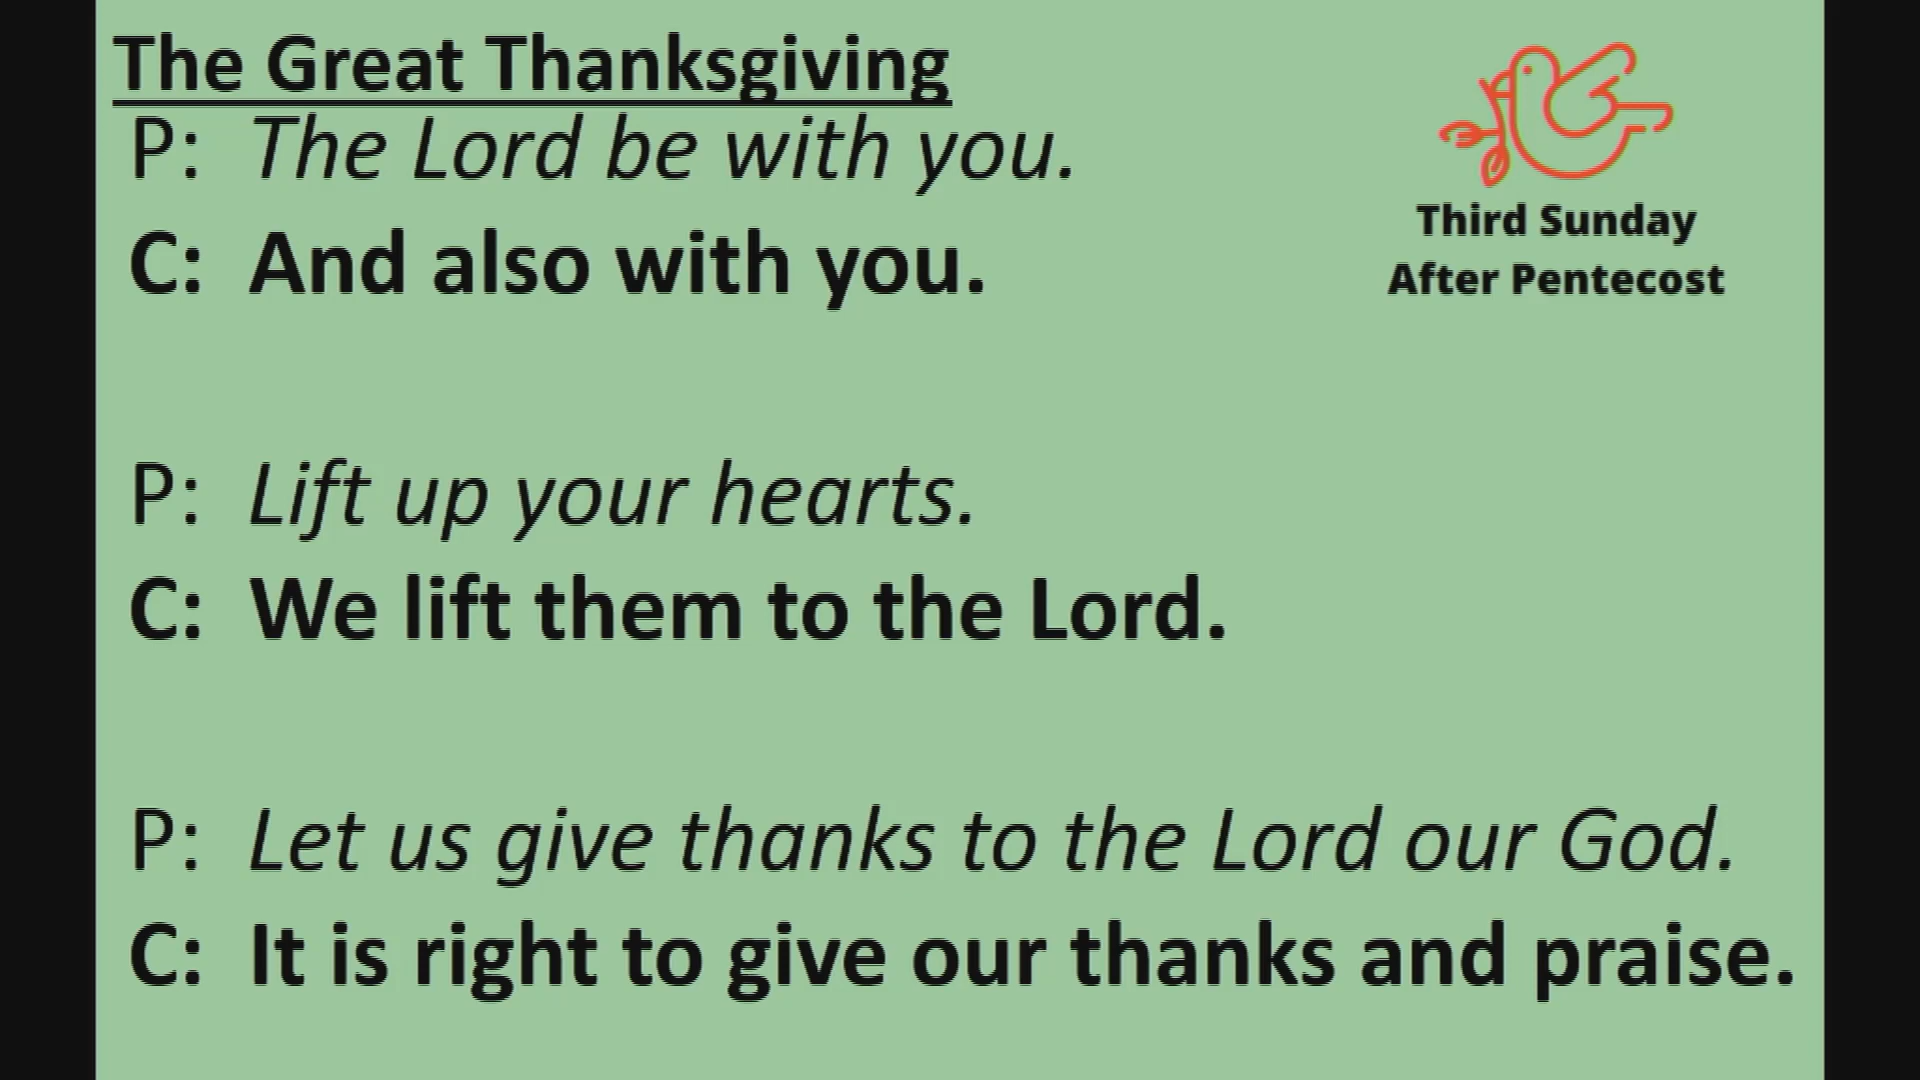 The Great Thanksgiving
P: The Lord be with you.
C: And also with you.
Third Sunday
After Pentecost
P: Lift up your hearts.
C: We lift them to the Lord.
P: Let us give thanks to the Lord our God.
C: It is right to give our thanks and praise.